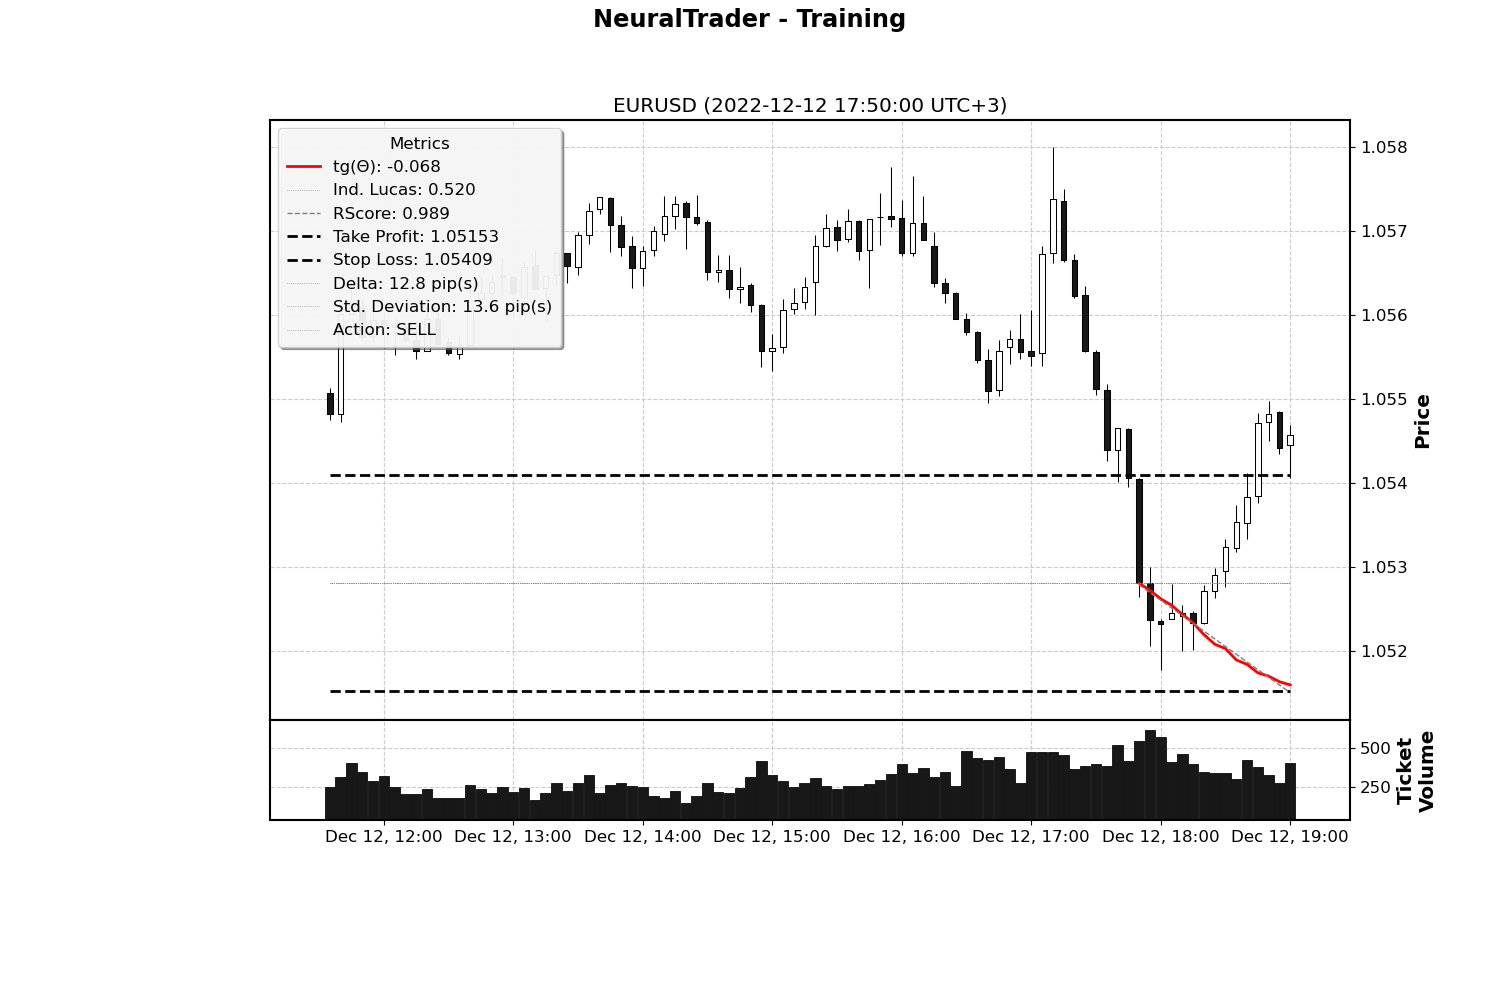 NeuralTrader - Training
EURUSD (2022-12-12 17:50:00 UTC+3)
Metrics
tg(Θ): -0.068
Ind. Lucas: 0.520
RScore: 0.989
Take Profit: 1.05153
Stop Loss: 1.05409
Delta: 12.8 pip(s)
Std. Deviation: 13.6 pip(s)
Action: SELL
1.058
1.057
1.056
1.055
1.054
1.053
1.052
Price
500
250
Ticket
Volume
Dec 12, 12:00
Dec 12, 13:00
Dec 12, 14:00
Dec 12, 15:00
Dec 12, 16:00
Dec 12, 17:00
Dec 12, 18:00
Dec 12, 19:00